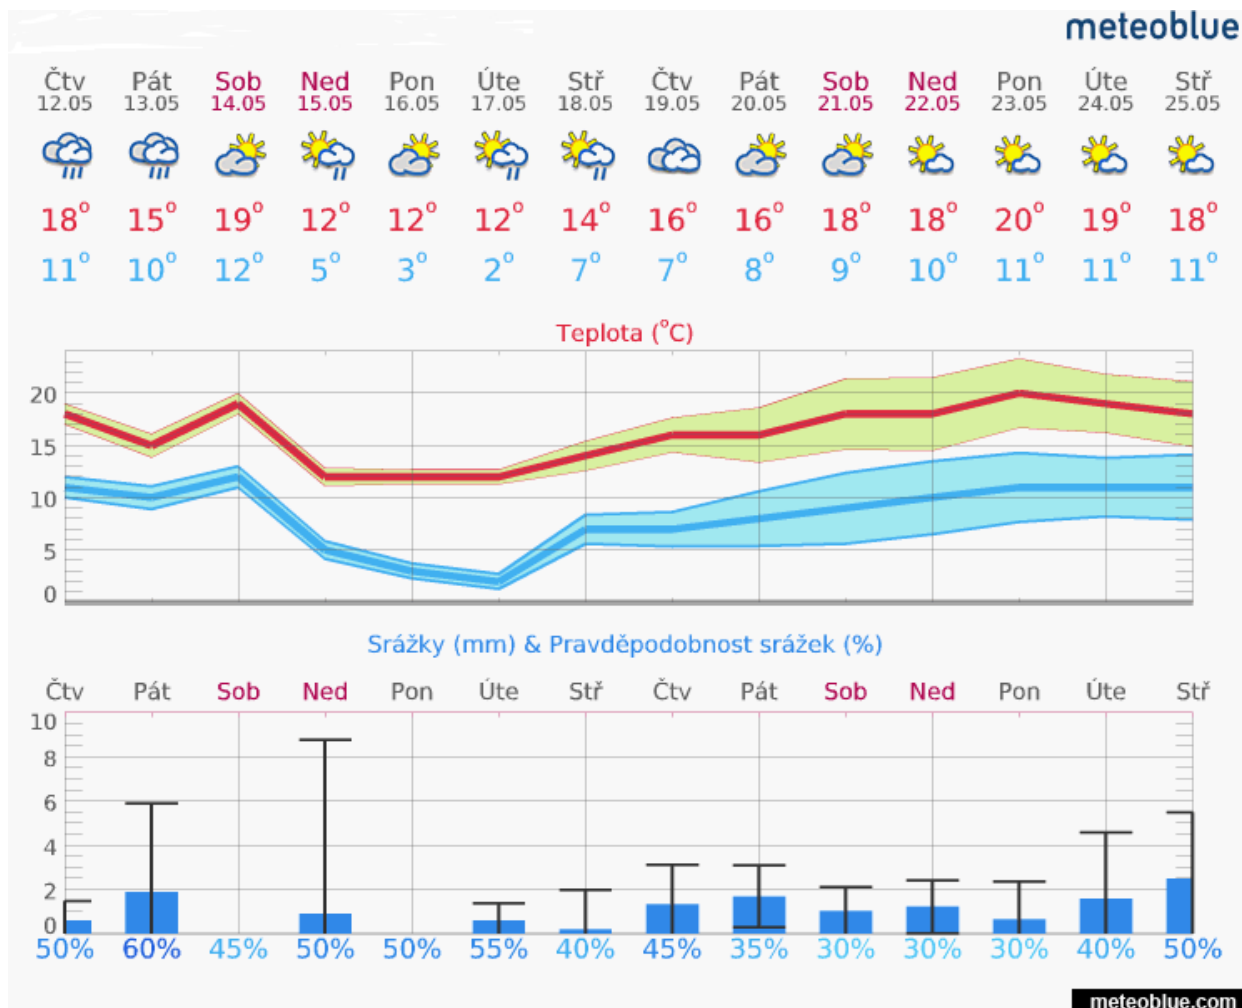 meteoblue
Čtv Pát Sob Ned Pon Úte Stř Čtv Pát Sob Ned Pon Úte Stř
12.05 13.05 14.05 15.05 16.05 17.05 18.05 19.05 20.05 21.05 22.05 23.05 24.05 25.05
18° 15° 19° 12° 12° 12° 14° 16° 16° 18° 18° 20° 19° 18°
11° 10° 12° 5° 3° 2° 7° 7° 8° 9° 10° 11° 11° 11°
Teplota (°C)
20
15
10
5
0
Srážky (mm) & Pravděpodobnost srážek (%)
Čtv Pát Sob Ned Pon Úte Stř Čtv Pát Sob Ned Pon Úte Stř
10
8
6
4
2
0
50% 60% 45% 50% 50% 55% 40% 45% 35% 30% 30% 30% 40% 50%
meteoblue.com